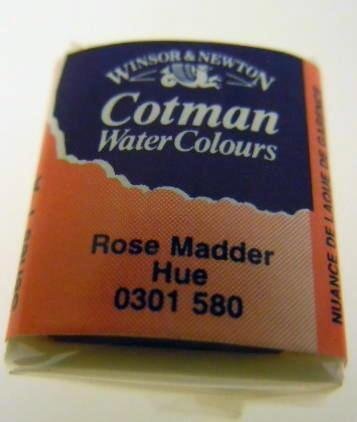 WINSOR & NEWTON
Cotman
Water Colours
Rose Madder
Hue
0301 580
NUANCE DE LAQUE DE GARANCE